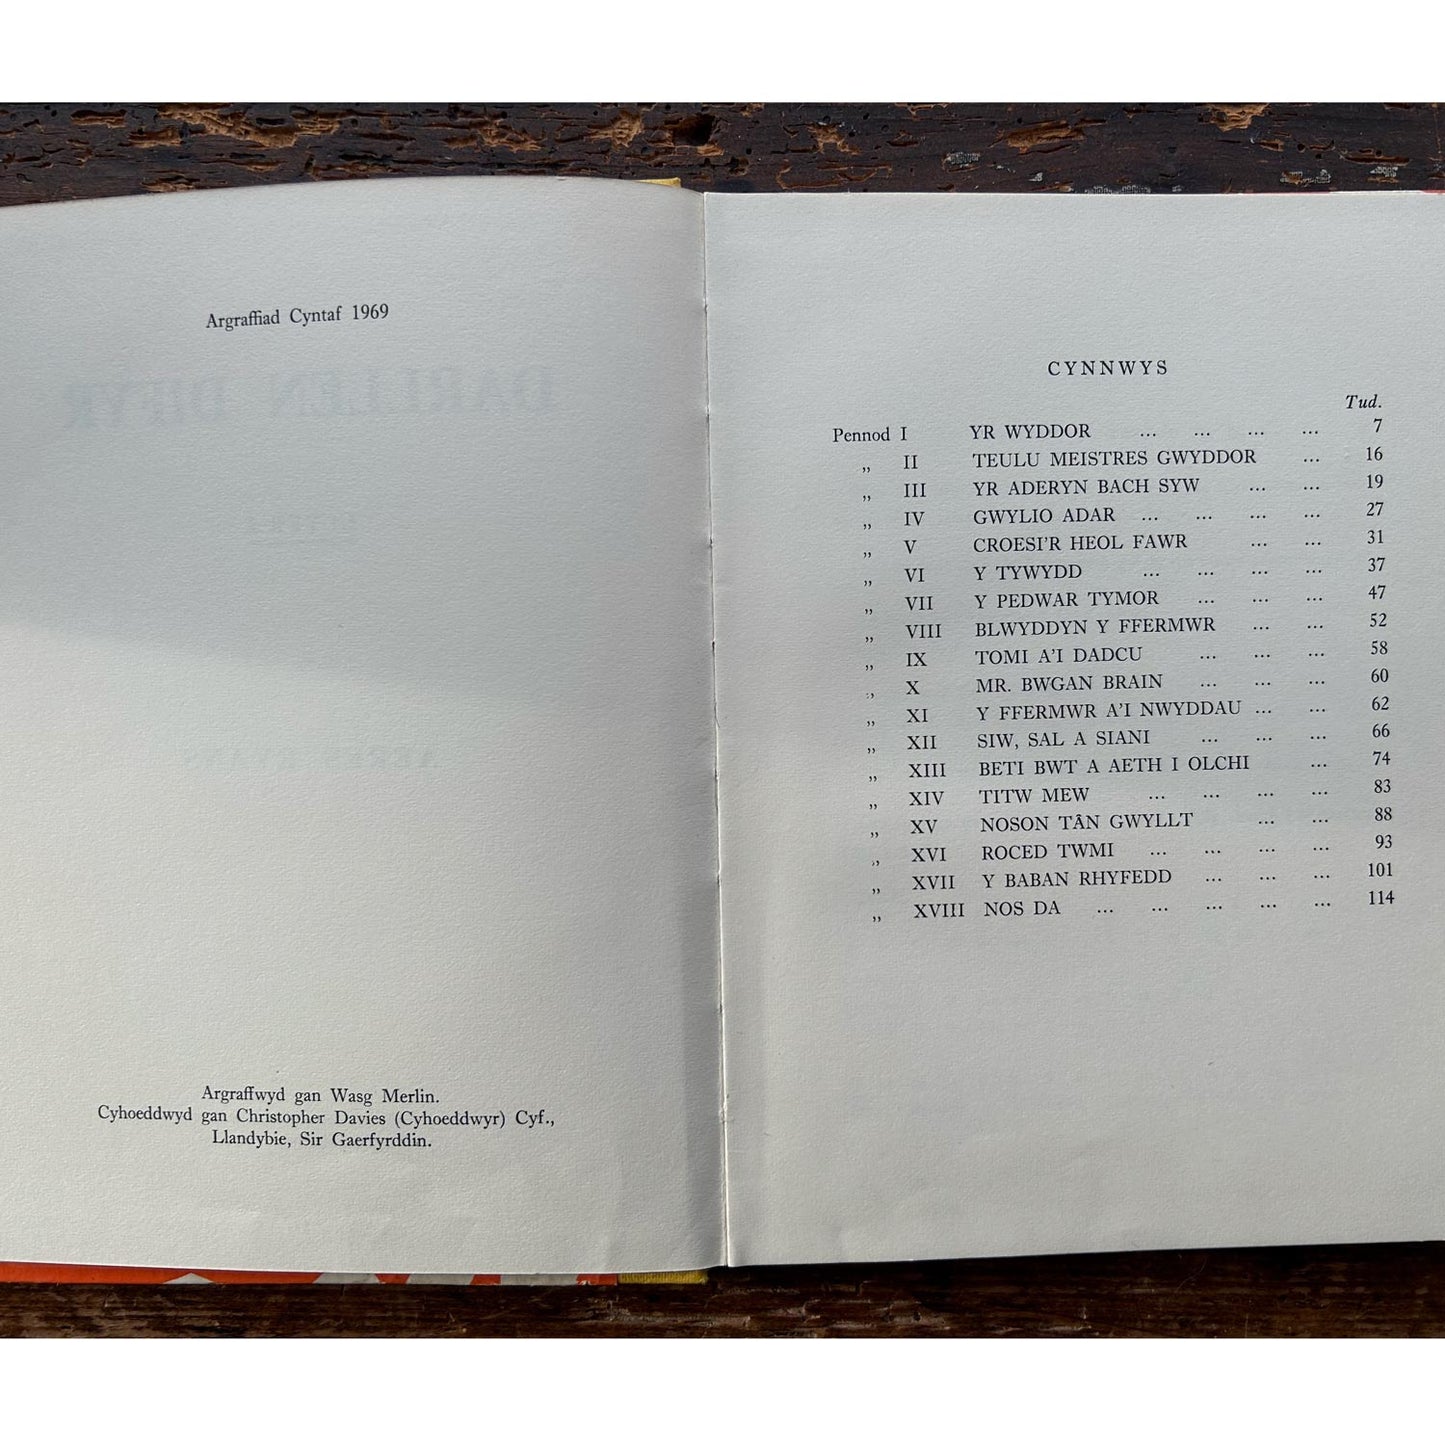 Argraffiad Cyntaf 1969
Argraffwyd gan Wasg Merlin.
Cyhoeddwyd gan Christopher Davies (Cyhoeddwyr) Cyf.,
Llandybie, Sir Gaerfyrddin.
CYNNWYS
Tud.
Pennod I YR WYDDOR ... ... ... ... 7
„ II TEULU MEISTRES GWYDDOR ... 16
„ III YR ADERYN BACH SYW ... ... 19
„ IV GWYLIO ADAR ... ... ... ... 27
„ V CROESI'R HEOL FAWR ... ... 31
„ VI Y TYWYDD ... ... ... ... 37
„ VII Y PEDWAR TYMOR ... ... ... 47
„ VIII BLWYDDYN Y FFERMWR ... ... 52
„ IX TOMI A'I DADCU ... ... ... 58
„ X MR. BWGAN BRAIN ... ... ... 60
„ XI Y FFERMWR A'I NWYDDAU ... ... 62
„ XII SIW, SAL A SIANI ... ... ... 66
„ XIII BETI BWT A AETH I OLCHI ... 74
„ XIV TITW MEW ... ... ... ... 83
„ XV NOSON TÂN GWYLLT ... ... 88
„ XVI ROCED TWMI ... ... ... ... 93
„ XVII Y BABAN RHYFEDD ... ... ... 101
„ XVIII NOS DA ... ... ... ... ... 114